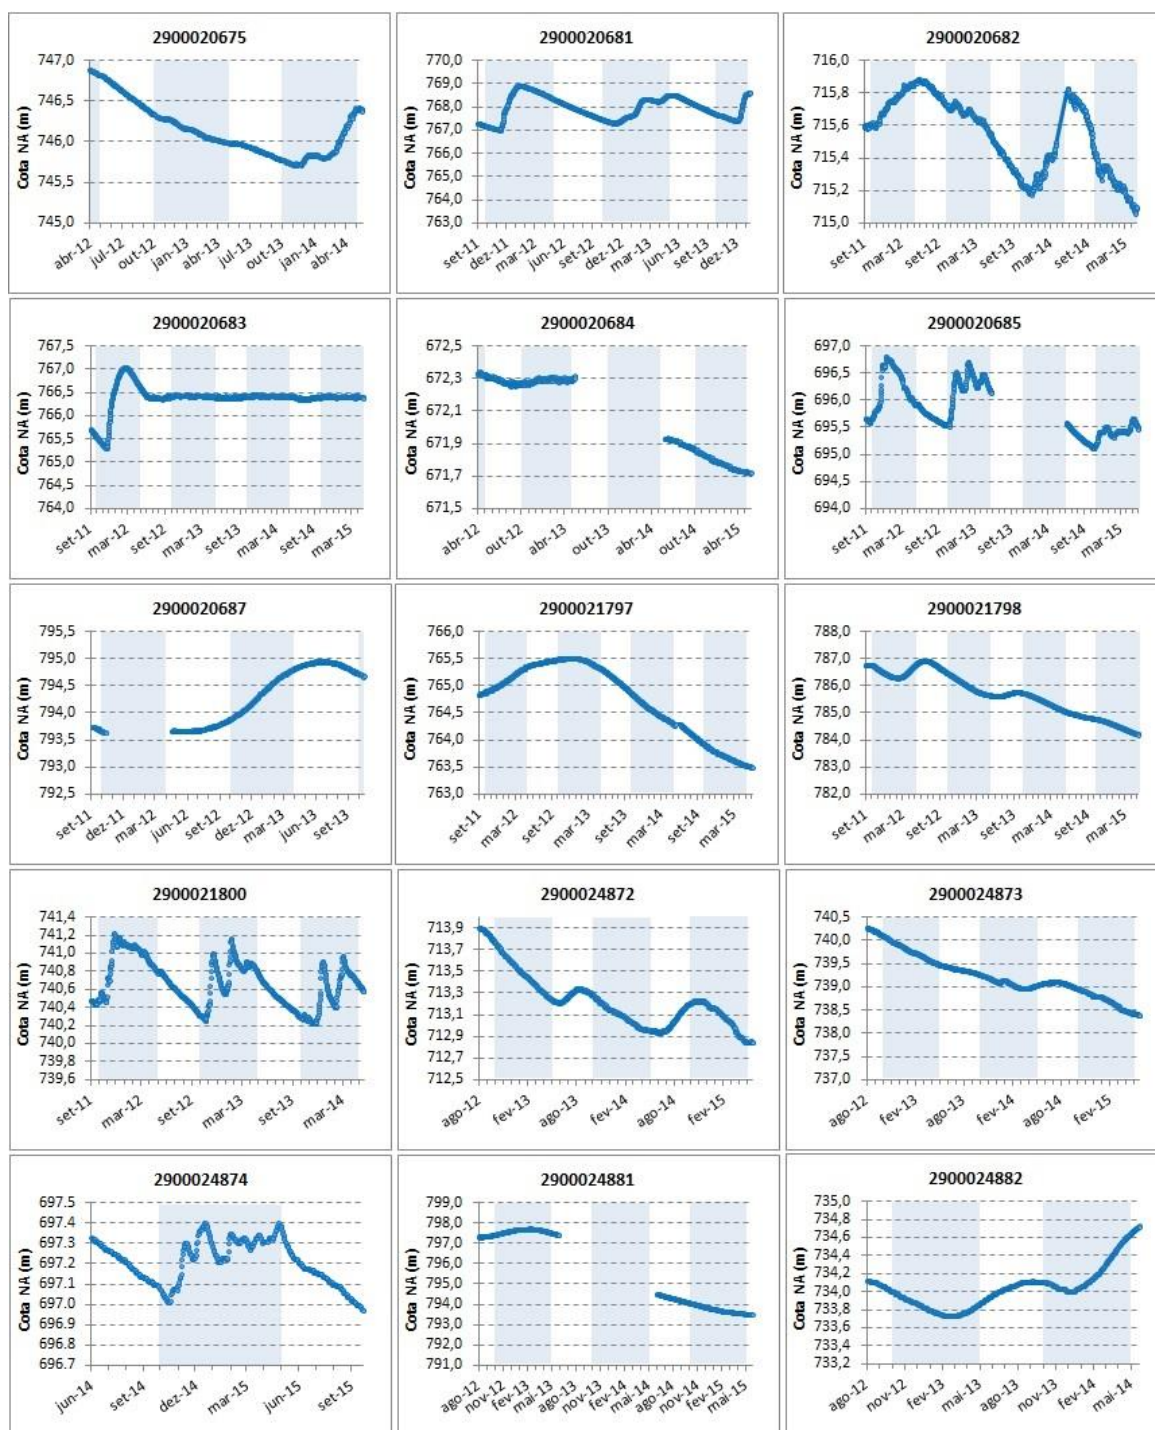 2900020675
Cota NA (m)
747,0
746,5
746,0
745,5
745,0
abr-12
jul-12
out-12
jan-13
abr-13
jul-13
out-13
jan-14
abr-14
2900020681
Cota NA (m)
770,0
769,0
768,0
767,0
766,0
765,0
764,0
763,0
set-11
dez-11
mar-12
jun-12
set-12
dez-12
mar-13
jun-13
set-13
dez-13
2900020682
Cota NA (m)
716,0
715,8
715,6
715,4
715,2
715,0
set-11
mar-12
set-12
mar-13
set-13
mar-14
set-14
mar-15
2900020683
Cota NA (m)
767,5
767,0
766,5
766,0
765,5
765,0
764,5
764,0
set-11
mar-12
set-12
mar-13
set-13
mar-14
set-14
mar-15
2900020684
Cota NA (m)
672,5
672,3
672,1
671,9
671,7
671,5
abr-12
out-12
abr-13
out-13
abr-14
out-14
abr-15
2900020685
Cota NA (m)
697,0
696,5
696,0
695,5
695,0
694,5
694,0
set-11
mar-12
set-12
mar-13
set-13
mar-14
set-14
mar-15
2900020687
Cota NA (m)
795,5
795,0
794,5
794,0
793,5
793,0
792,5
set-11
dez-11
mar-12
jun-12
set-12
dez-12
mar-13
jun-13
set-13
2900021797
Cota NA (m)
766,0
765,5
765,0
764,5
764,0
763,5
763,0
set-11
mar-12
set-12
mar-13
set-13
mar-14
set-14
mar-15
2900021798
Cota NA (m)
788,0
787,0
786,0
785,0
784,0
783,0
782,0
set-11
mar-12
set-12
mar-13
set-13
mar-14
set-14
mar-15
2900021800
Cota NA (m)
741,4
741,2
741,0
740,8
740,6
740,4
740,2
740,0
739,8
739,6
set-11
mar-12
set-12
mar-13
set-13
mar-14
2900024872
Cota NA (m)
713,9
713,7
713,5
713,3
713,1
712,9
712,7
712,5
ago-12
fev-13
ago-13
fev-14
ago-14
fev-15
2900024873
Cota NA (m)
740,5
740,0
739,5
739,0
738,5
738,0
737,5
737,0
ago-12
fev-13
ago-13
fev-14
ago-14
fev-15
2900024874
Cota NA (m)
697.5
697.4
697.3
697.2
697.1
697.0
696.9
696.8
696.7
jun-14
set-14
dez-14
mar-15
jun-15
set-15
2900024881
Cota NA (m)
799,0
798,0
797,0
796,0
795,0
794,0
793,0
792,0
791,0
ago-12
nov-12
fev-13
mai-13
ago-13
nov-13
fev-14
mai-14
ago-14
nov-14
fev-15
mai-15
2900024882
Cota NA (m)
735,0
734,8
734,6
734,4
734,2
734,0
733,8
733,6
733,4
733,2
ago-12
nov-12
fev-13
mai-13
ago-13
nov-13
fev-14
mai-14